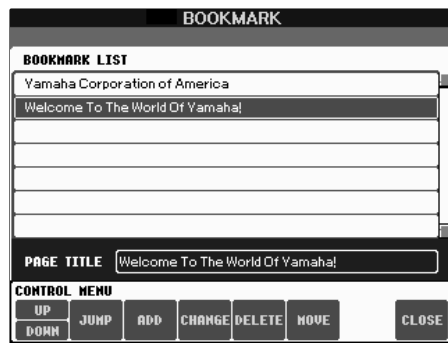 BOOKMARK
BOOKMARK LIST
Yamaha Corporation of America
Welcome To The World Of Yamaha!
PAGE TITLE Welcome To The World Of Yamaha!
CONTROL MENU
UP
DOWN
JUMP ADD CHANGE DELETE MOVE CLOSE